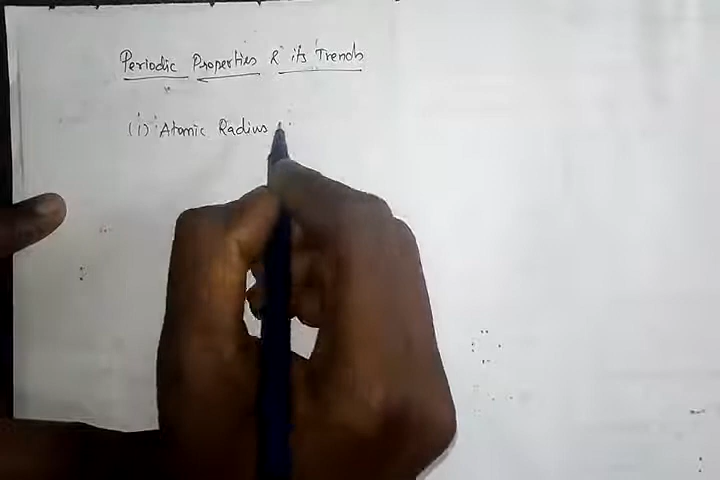 Periodic Properties & its Trends
(i) Atomic Radius :